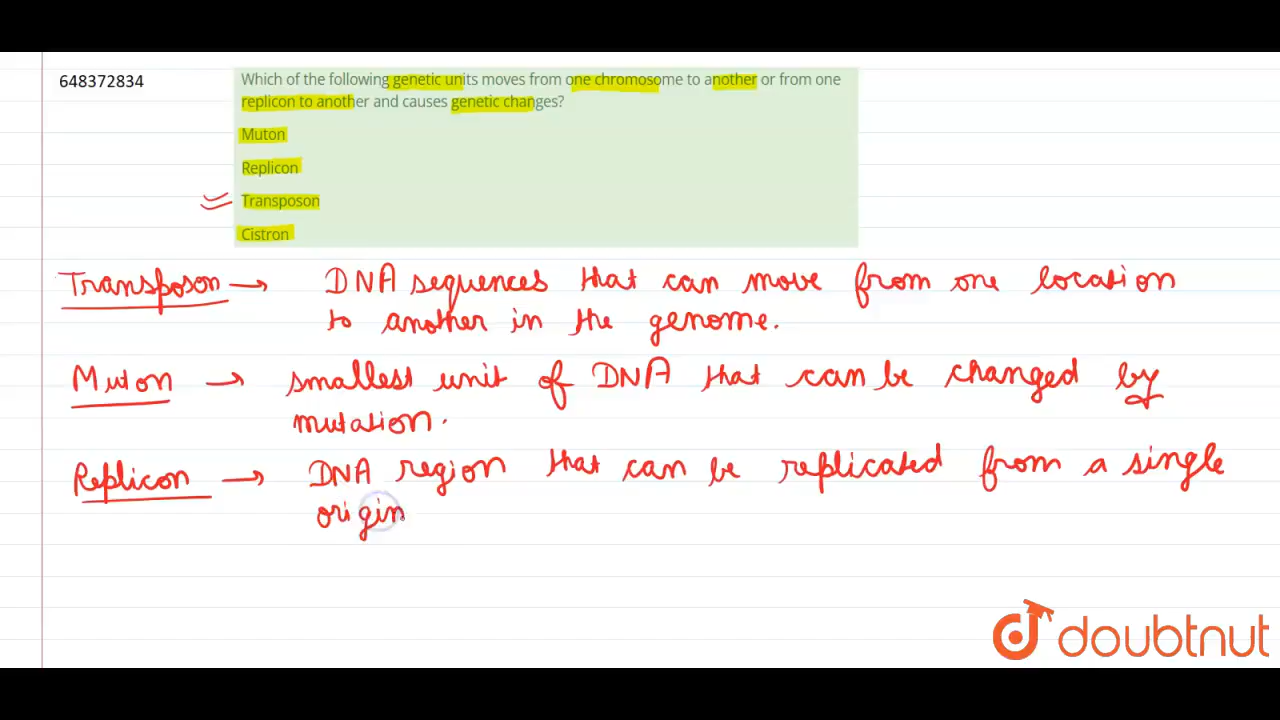 648372834
Which of the following genetic units moves from one chromosome to another or from one
replicon to another and causes genetic changes?
Muton
Replicon
Transposon
Cistron
Transposon → DNA sequences that can move from one location
to another in the genome.
Muton → smallest unit of DNA that can be changed by
mutation.
Replicon → DNA region that can be replicated from a single
origin
doubtnut